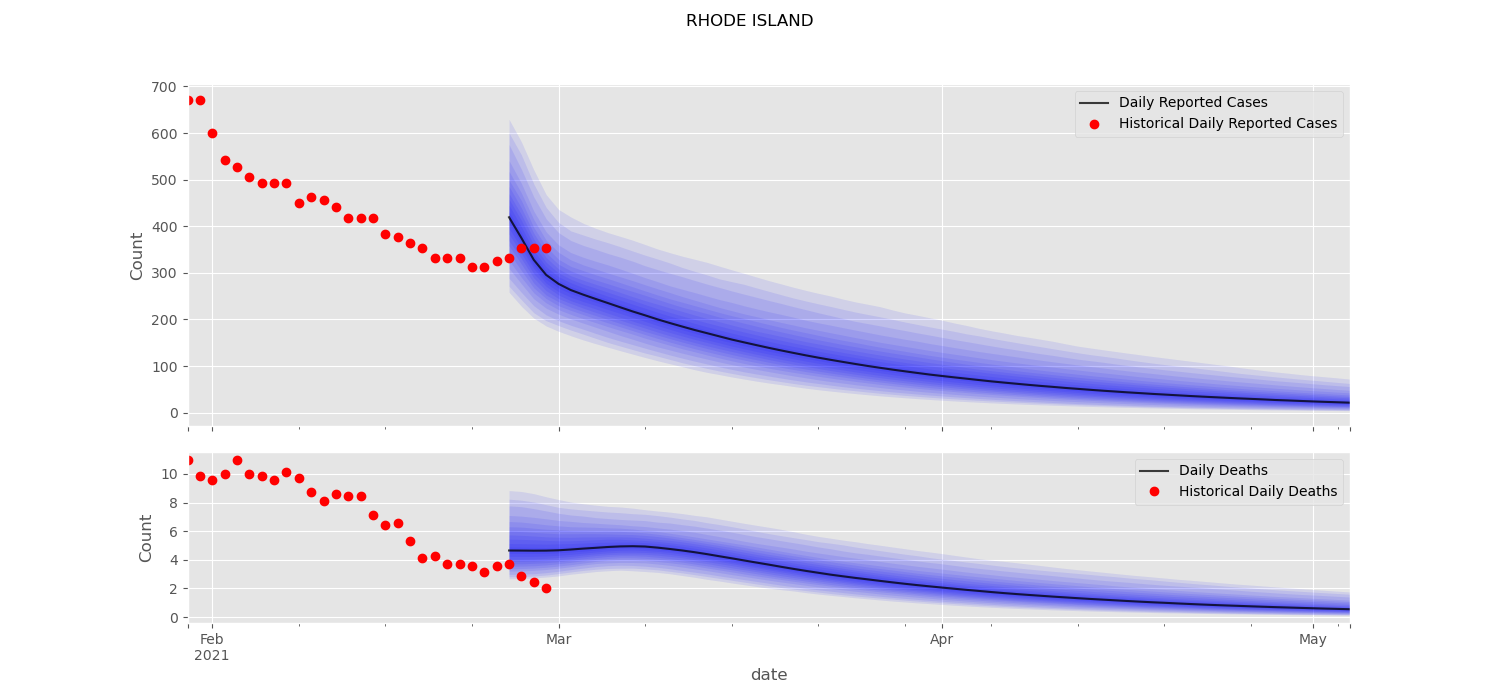 RHODE ISLAND
700
600
500
400
300
200
100
0
Count
Daily Reported Cases
Historical Daily Reported Cases
10
8
6
4
2
0
Count
Daily Deaths
Historical Daily Deaths
Feb
2021
Mar
Apr
May
date